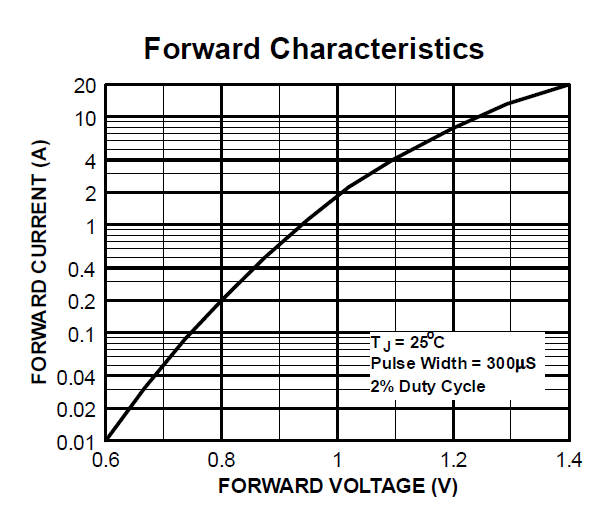 Forward Characteristics
20
10
4
2
1
0.4
0.2
0.1
0.04
0.02
0.01
FORWARD CURRENT (A)
TJ = 25°C
Pulse Width = 300µS
2% Duty Cycle
0.6 0.8 1 1.2 1.4
FORWARD VOLTAGE (V)